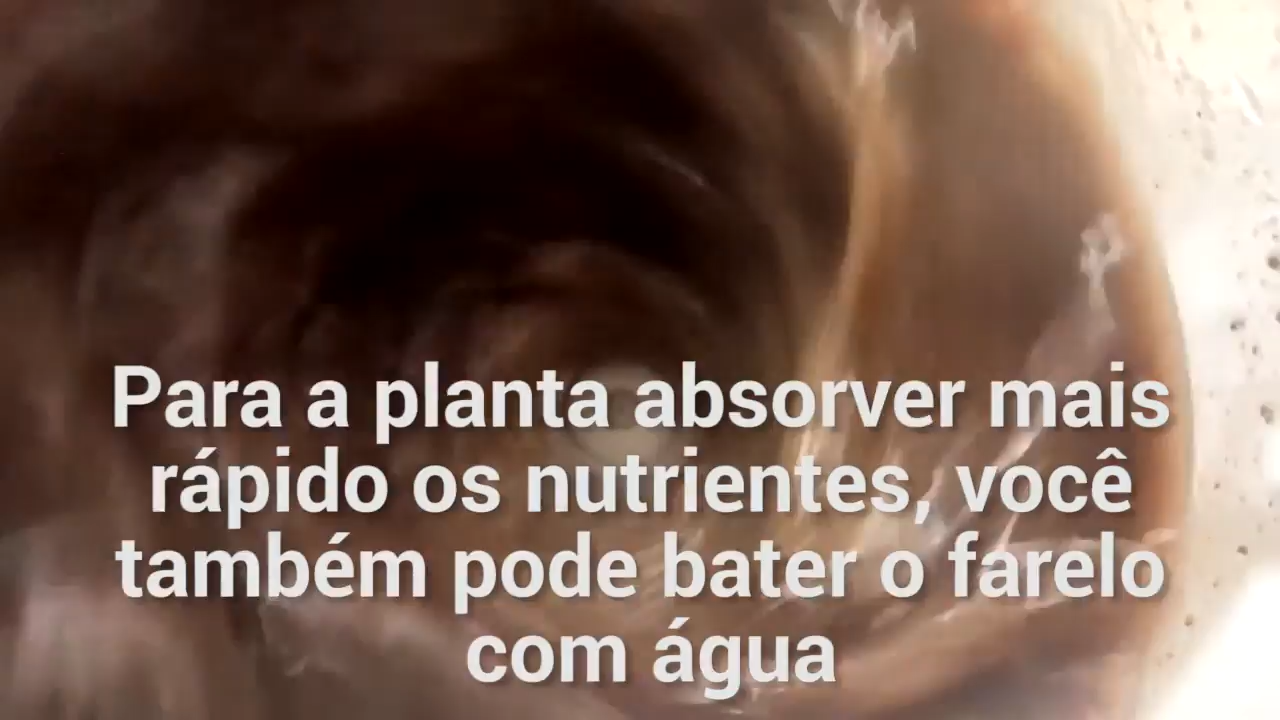 Para a planta absorver mais
rápido os nutrientes, você
também pode bater o farelo
com água